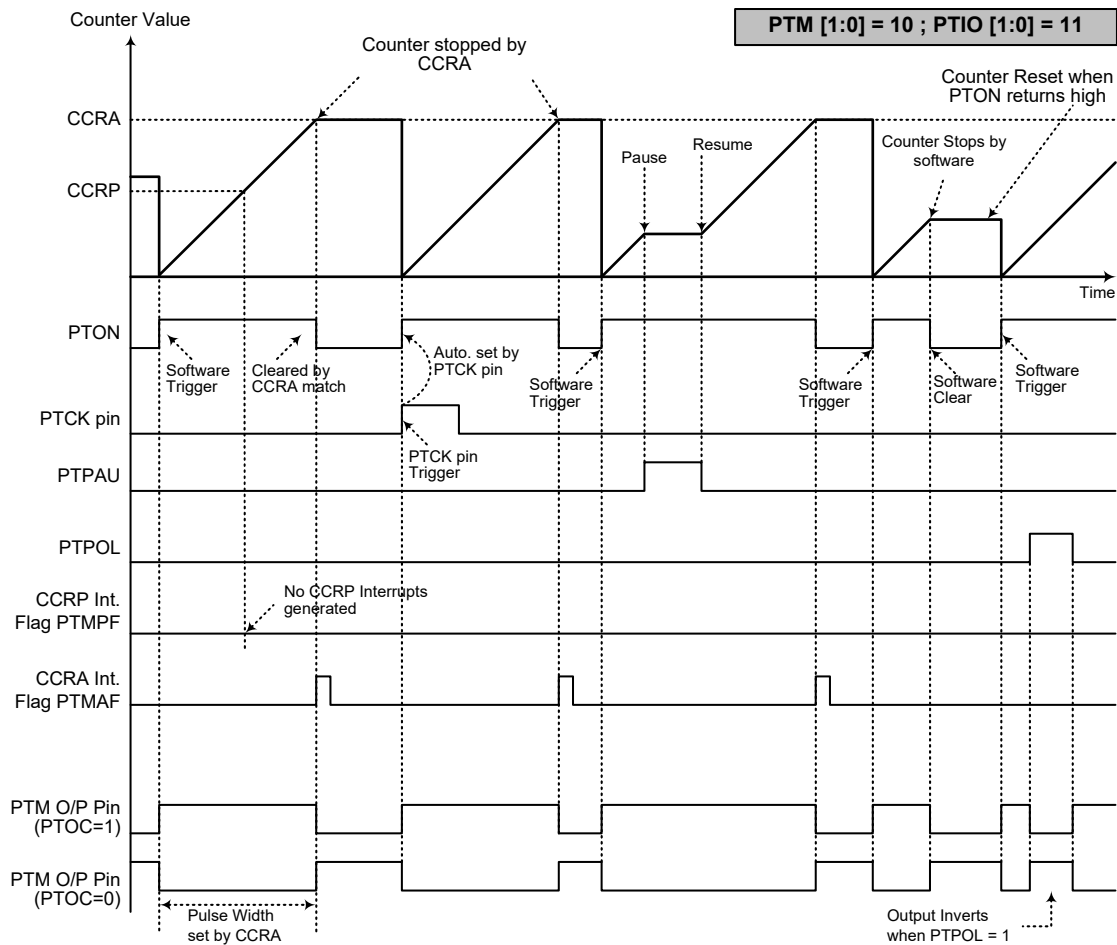 Counter Value
PTM [1:0] = 10 ; PTIO [1:0] = 11
Counter stopped by
CCRA
Counter Reset when
PTON returns high
CCRA
Pause
Resume
Counter Stops by
software
CCRP
Time
PTON
Software
Trigger
Cleared by
CCRA match
Auto. set by
PTCK pin
Software
Trigger
Software
Trigger
Software
Clear
Software
Trigger
PTCK pin
PTCK pin
Trigger
PTPAU
PTPOL
CCRP Int.
Flag PTMPF
No CCRP Interrupts
generated
CCRA Int.
Flag PTMAF
PTM O/P Pin
(PTOC=1)
PTM O/P Pin
(PTOC=0)
Pulse Width
set by CCRA
Output Inverts
when PTPOL = 1